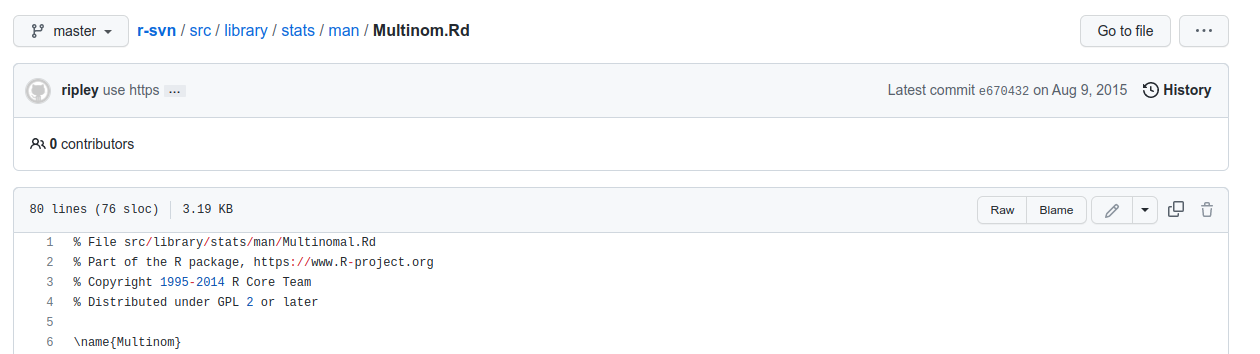 master r-svn / src / library / stats / man / Multinom.Rd Go to file ...
ripley use https ... Latest commit e670432 on Aug 9, 2015 History
0 contributors
80 lines (76 sloc) 3.19 KB Raw Blame
1 % File src/library/stats/man/Multinomal.Rd
2 % Part of the R package, https://www.R-project.org
3 % Copyright 1995-2014 R Core Team
4 % Distributed under GPL 2 or later
5
6 \name{Multinom}